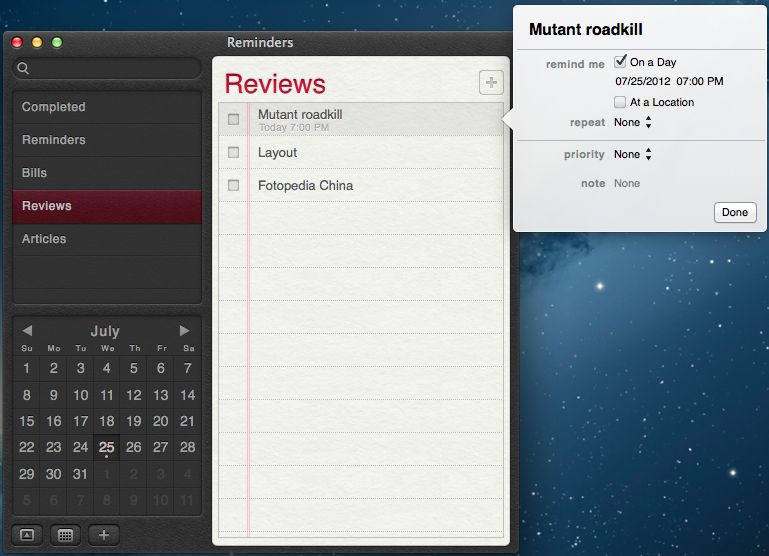 Reminders
Completed
Reminders
Bills
Reviews
Articles
July
Su Mo Tu We Th Fr Sa
1 2 3 4 5 6 7
8 9 10 11 12 13 14
15 16 17 18 19 20 21
22 23 24 25 26 27 28
29 30 31 1 2 3 4
5 6 7 8 9 10 11
Reviews
Mutant roadkill
Today 7:00 PM
Layout
Fotopedia China
Mutant roadkill
remind me On a Day
07/25/2012 07:00 PM
At a Location
repeat None
priority None
note None
Done